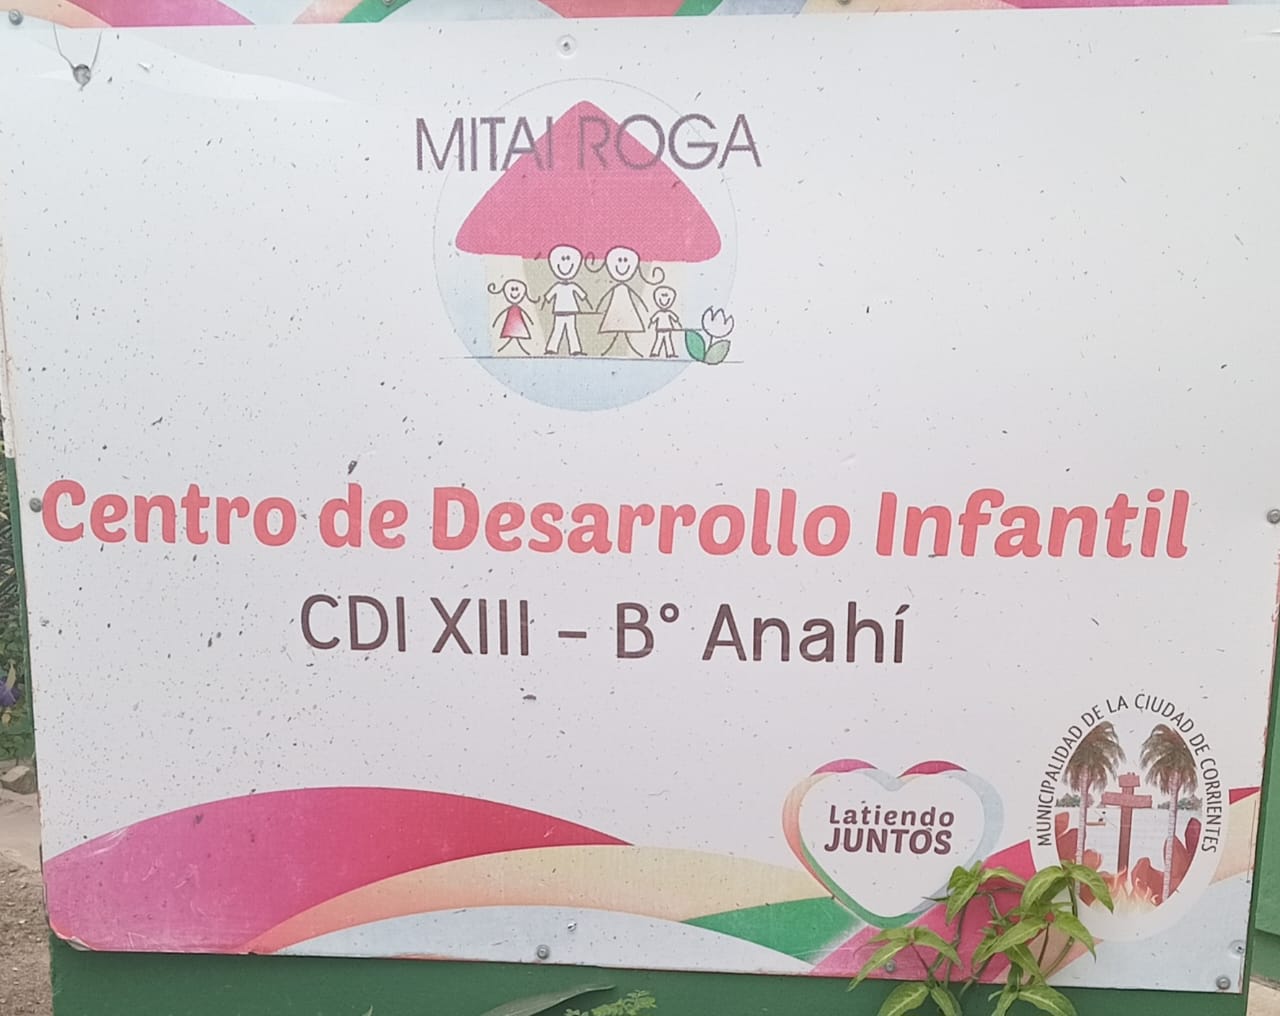 MITAI ROGA
Centro de Desarrollo Infantil
CDI XIII - B° Anahí
Latiendo
JUNTOS
MUNICIPALIDAD DE LA CIUDAD DE CORRIENTES